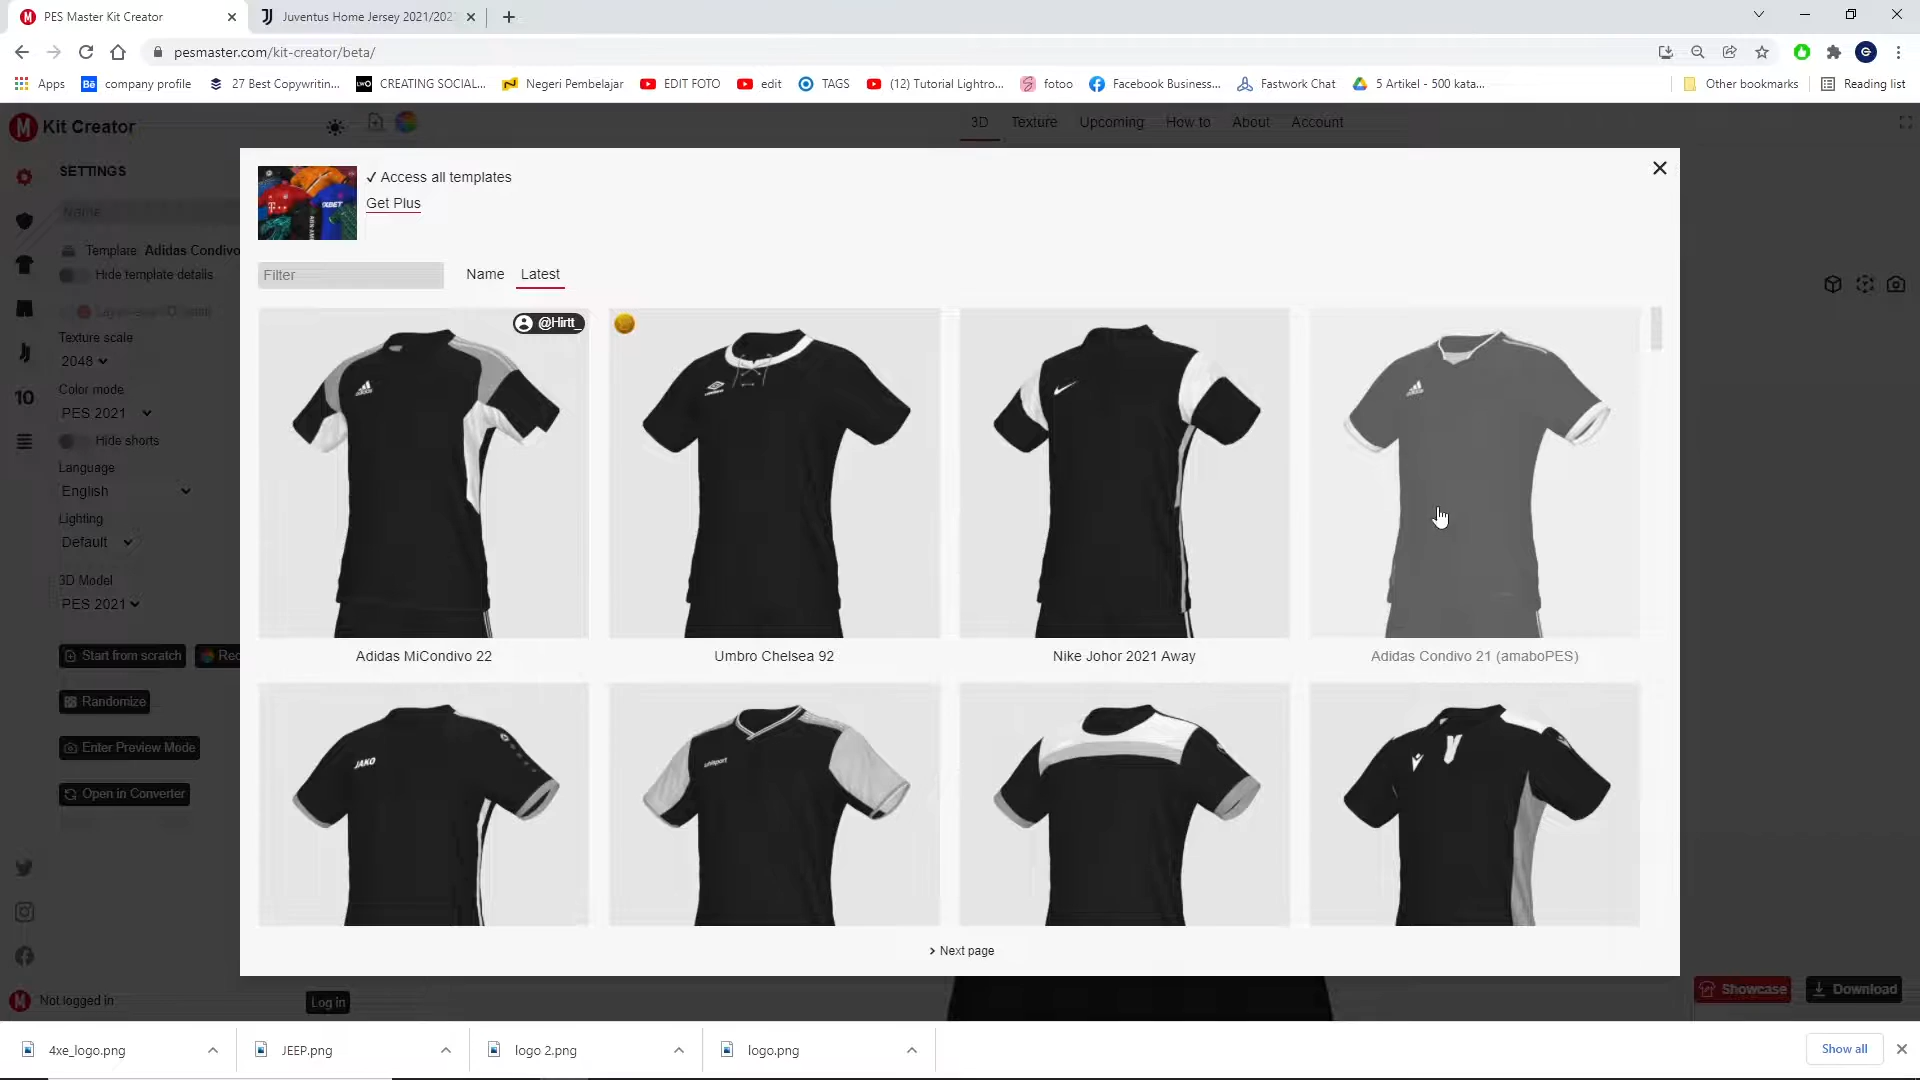 PES Master Kit Creator
Juventus Home Jersey 2021/202
pesmaster.com/kit-creator/beta/
Apps
company profile
27 Best Copywritin...
CREATING SOCIAL...
Negeri Pembelajar
EDIT FOTO
edit
TAGS
(12) Tutorial Lightro...
fotoo
Facebook Business...
Fastwork Chat
5 Artikel - 500 kata...
Other bookmarks
Reading list
Kit Creator
3D
Texture
Upcoming
How to
About
Account
SETTINGS
Name
Template Adidas Condivo
Hide template details
Texture scale
2048
Color mode
PES 2021
10
Hide shorts
Language
English
Lighting
Default
3D Model
PES 2021
Start from scratch
Rec
Randomize
Enter Preview Mode
Open in Converter
Not logged in
Log in
✓ Access all templates
Get Plus
Filter
Name
Latest
@Hirtt_
Adidas MiCondivo 22
Umbro Chelsea 92
Nike Johor 2021 Away
Adidas Condivo 21 (amaboPES)
JAKO
uhlsport
> Next page
Showcase
Download
4xe_logo.png
JEEP.png
logo 2.png
logo.png
Show all